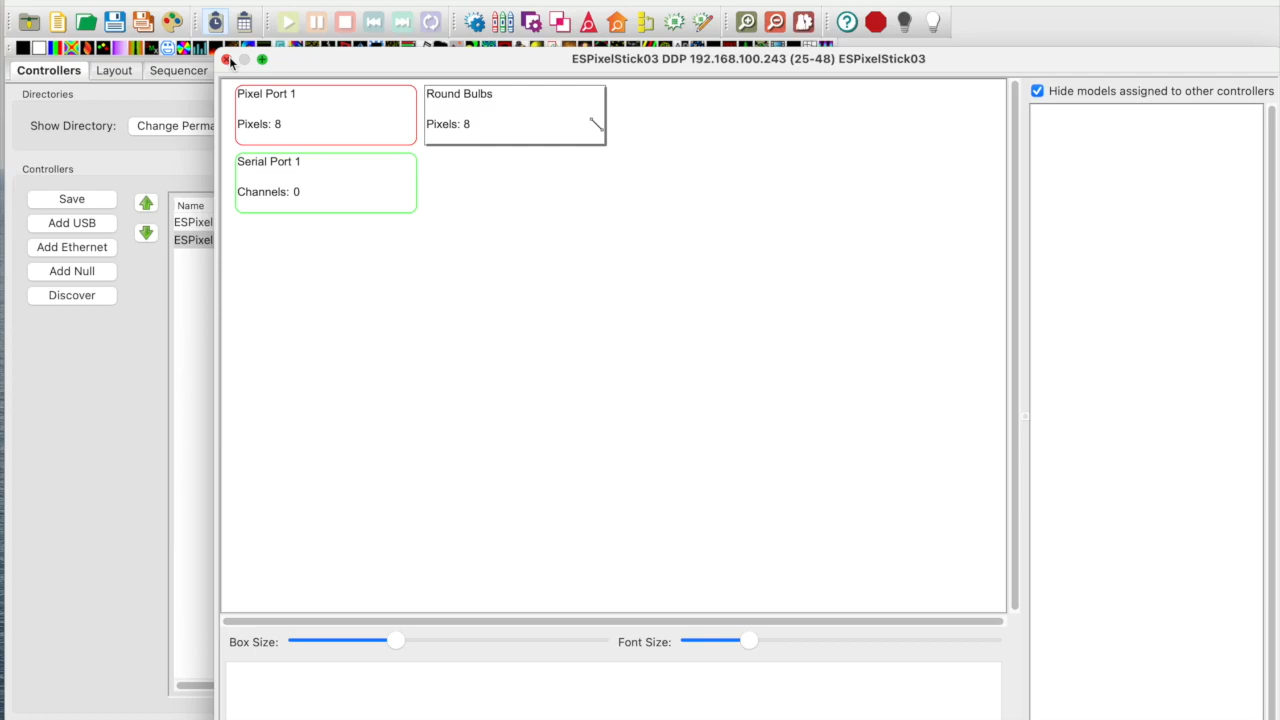 ESPixelStick03 DDP 192.168.100.243 (25-48) ESPixelStick03
Controllers
Layout
Sequencer
Directories
Show Directory:
Change Perma
Controllers
Save
Add USB
Add Ethernet
Add Null
Discover
Name
ESPixel
ESPixel
Pixel Port 1
Pixels: 8
Round Bulbs
Pixels: 8
Serial Port 1
Channels: 0
Hide models assigned to other controllers
Box Size:
Font Size: